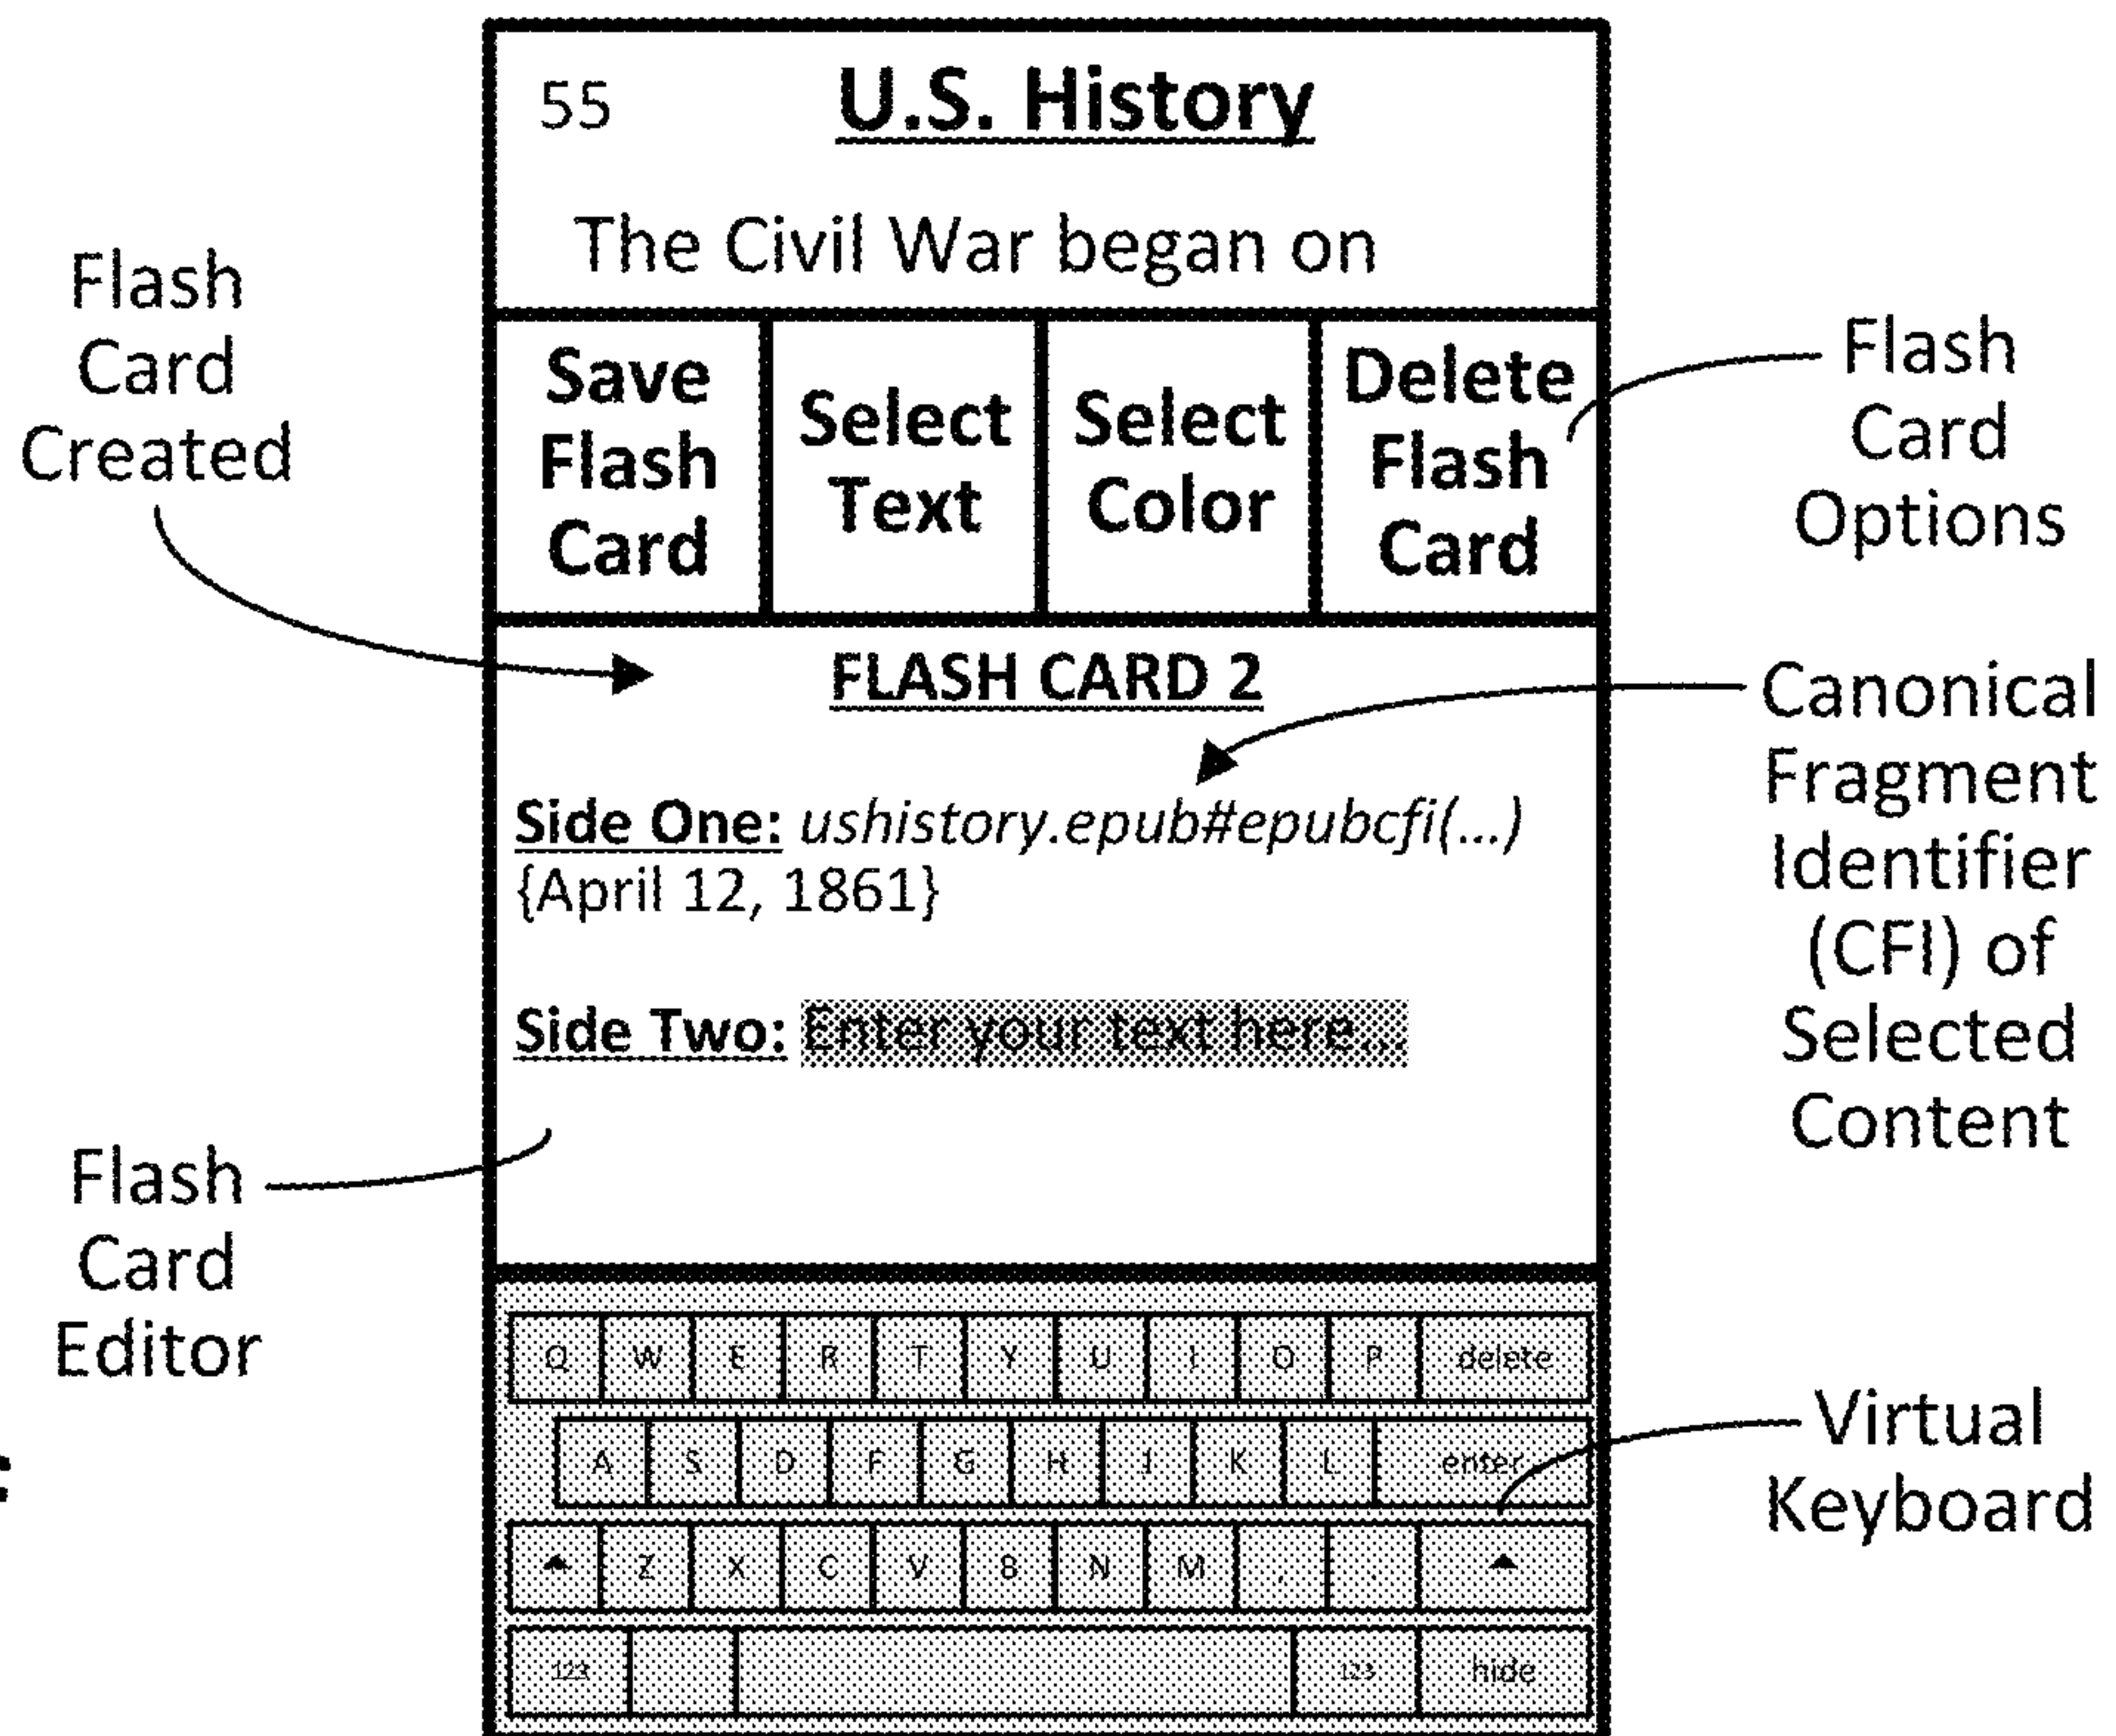 55 U.S. History
The Civil War began on
Flash
Card
Created
Save
Flash
Card
Select
Text
Select
Color
Delete
Flash
Card
Flash
Card
Options
FLASH CARD 2
Side One: ushistory.epub#epubcfi(...)
{April 12, 1861}
Side Two: Enter your text here...
Canonical
Fragment
Identifier
(CFI) of
Selected
Content
Flash
Card
Editor
Q W E R T Y U I O P delete
A S D F G H J K L enter
Z X C V B N M , .
123 123 hide
Virtual
Keyboard